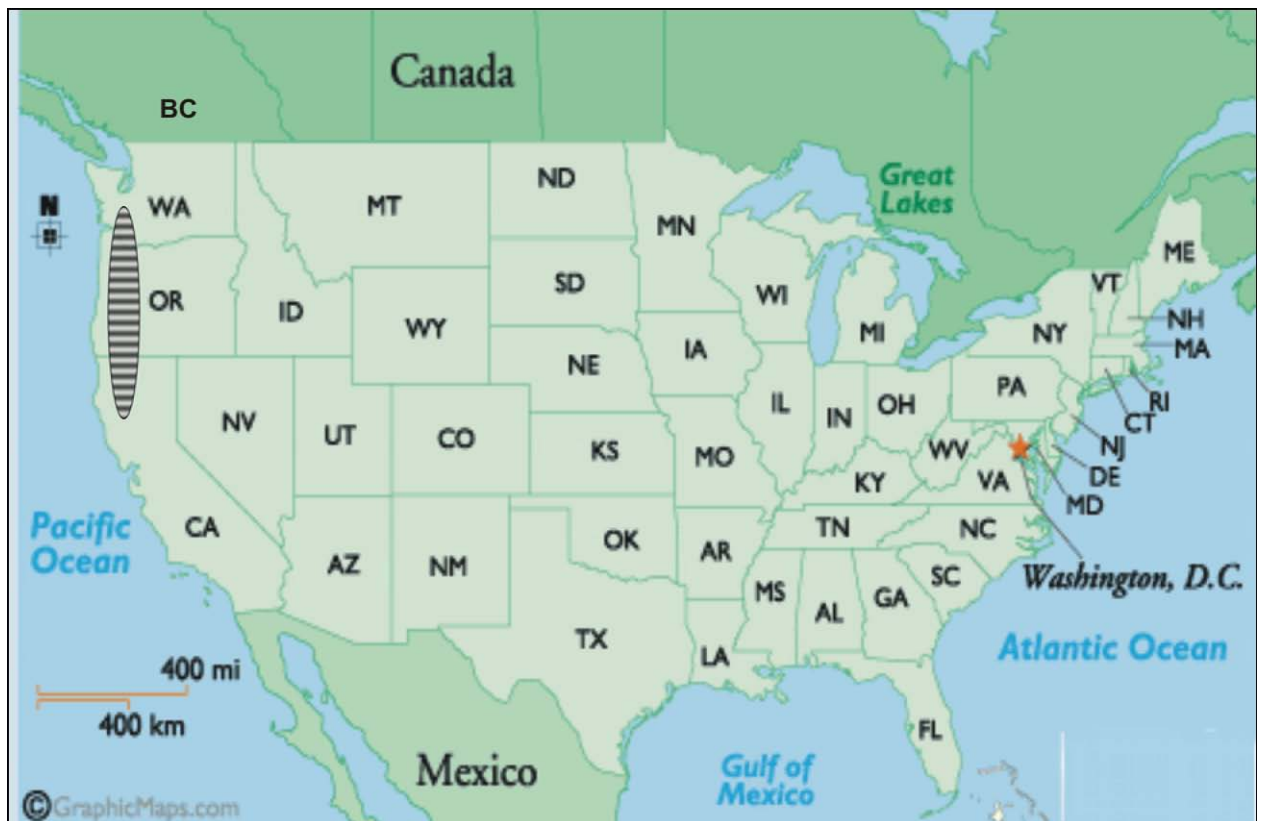 Canada
BC
Great
Lakes
N
WA
MT
ND
MN
ME
VT
OR
ID
WY
SD
WI
MI
NY
NH
MA
IA
NE
PA
RI
CT
NV
UT
CO
KS
MO
IL
IN
OH
WV
VA
NJ
DE
MD
KY
CA
AZ
NM
OK
AR
TN
NC
SC
Washington, D.C.
Pacific
Ocean
MS
AL
GA
TX
LA
Atlantic Ocean
400 mi
400 km
FL
Mexico
Gulf of
Mexico
©GraphicMaps.com